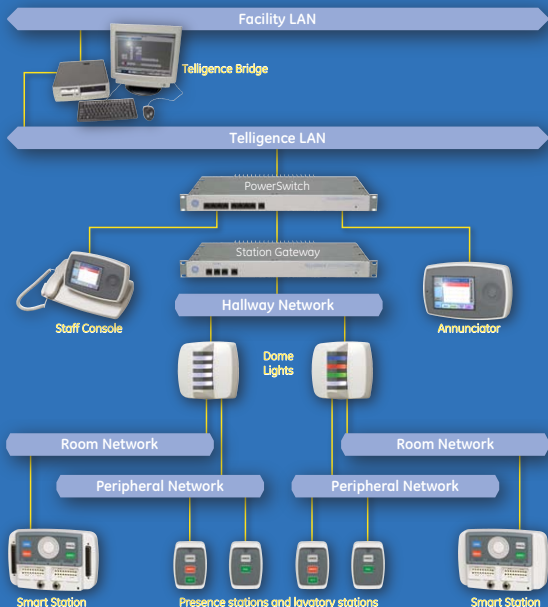 Facility LAN
Telligence Bridge
Telligence LAN
PowerSwitch
Station Gateway
Hallway Network
Staff Console
Annunciator
Dome
Lights
Room Network
Room Network
Peripheral Network
Peripheral Network
Smart Station
Presence stations and lavatory stations
Smart Station